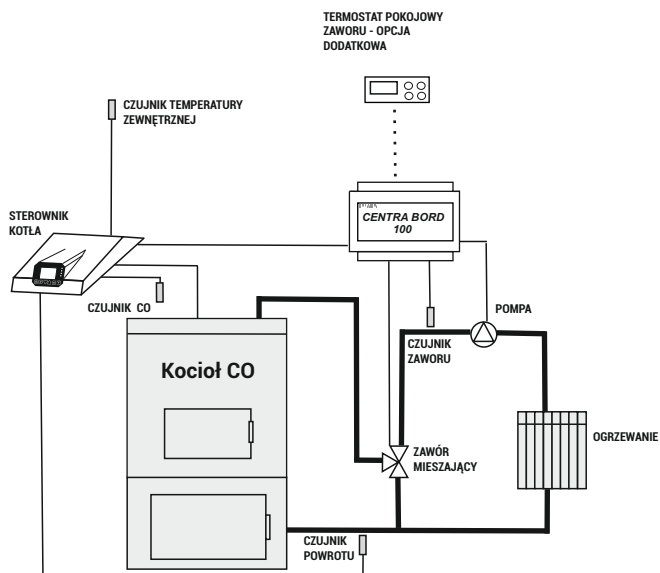 TERMOSTAT POKOJOWY
ZAWORU - OPCJA
DODATKOWA
CZUJNIK TEMPERATURY
ZEWNĘTRZNEJ
STEROWNIK
KOTŁA
CENTRA BORD
100
CZUJNIK CO
POMPA
CZUJNIK
ZAWORU
Kocioł CO
OGRZEWANIE
ZAWÓR
MIESZAJĄCY
CZUJNIK
POWROTU